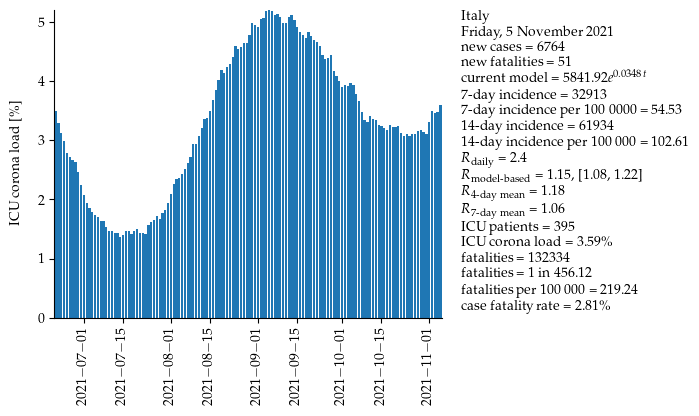 5
4
3
2
1
0
ICU corona load [%]
2021−07−01
2021−07−15
2021−08−01
2021−08−15
2021−09−01
2021−09−15
2021−10−01
2021−10−15
2021−11−01
Italy
Friday, 5 November 2021
new cases = 6764
new fatalities = 51
current model = 5841.92e^0.0348 t
7-day incidence = 32913
7-day incidence per 100 0000 = 54.53
14-day incidence = 61934
14-day incidence per 100 000 = 102.61
R_daily = 2.4
R_model-based = 1.15, [1.08, 1.22]
R_4-day mean = 1.18
R_7-day mean = 1.06
ICU patients = 395
ICU corona load = 3.59%
fatalities = 132334
fatalities = 1 in 456.12
fatalities per 100 000 = 219.24
case fatality rate = 2.81%